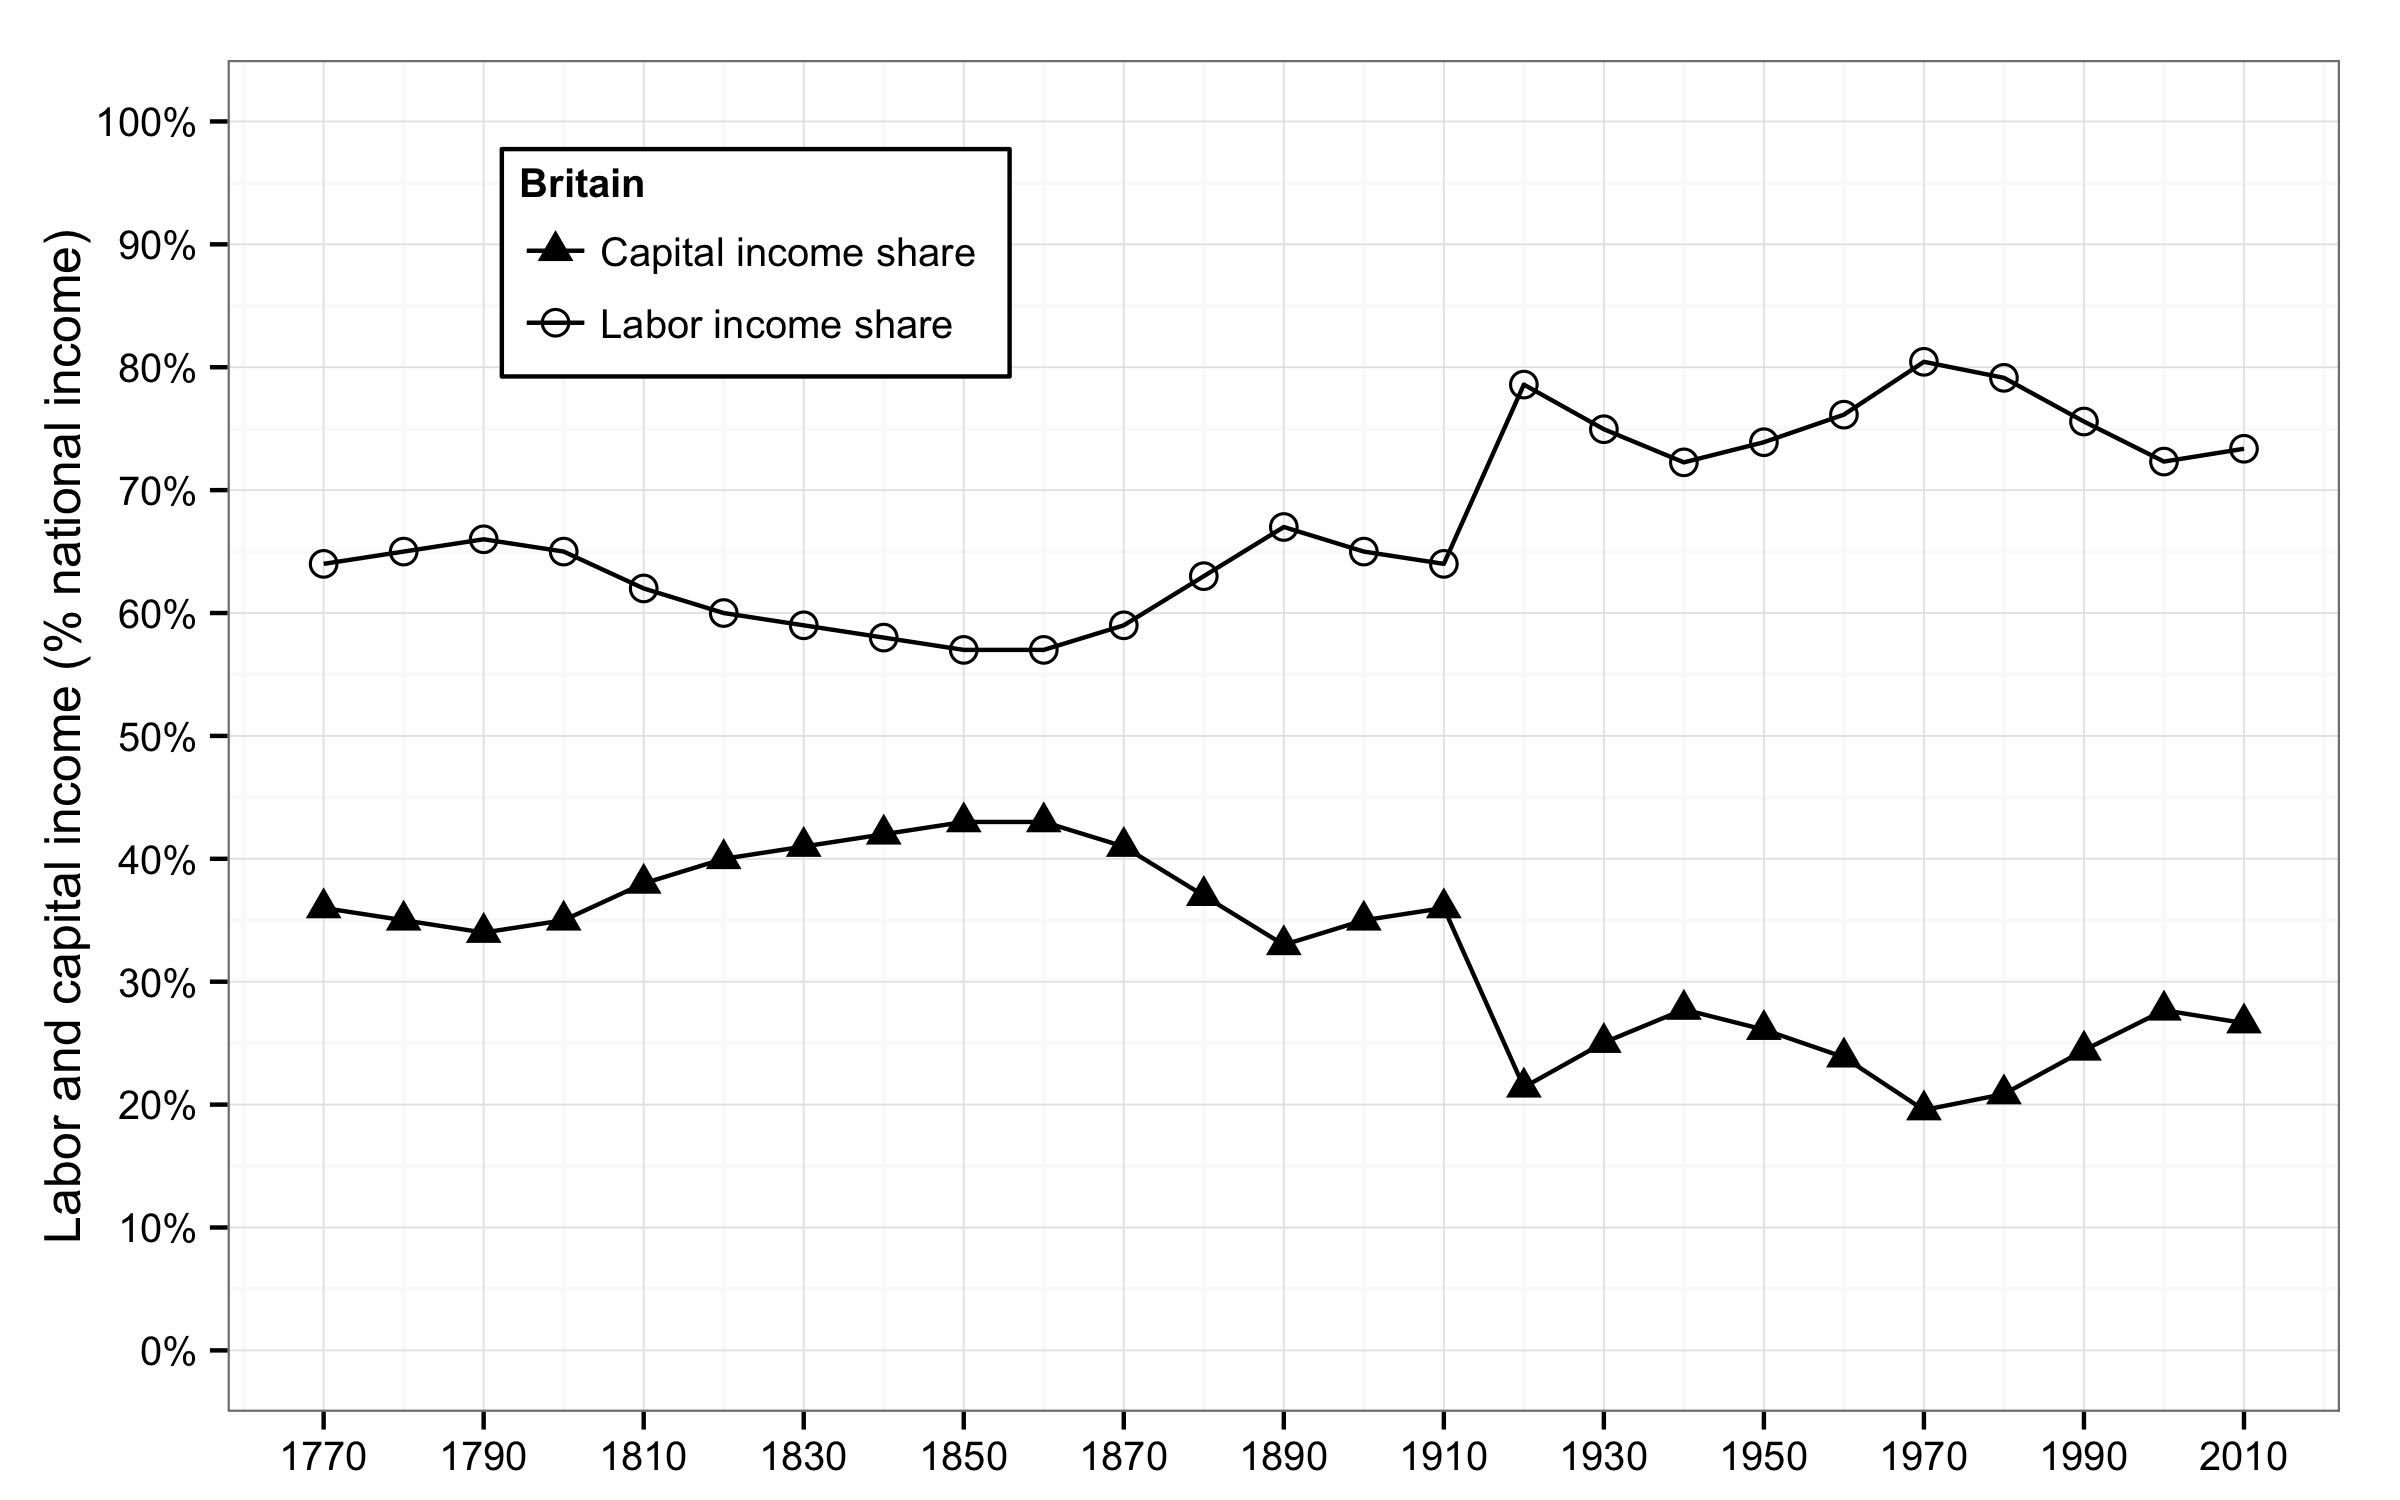 Labor and capital income (% national income)
100%
90%
80%
70%
60%
50%
40%
30%
20%
10%
0%
Britain
Capital income share
Labor income share
1770 1790 1810 1830 1850 1870 1890 1910 1930 1950 1970 1990 2010